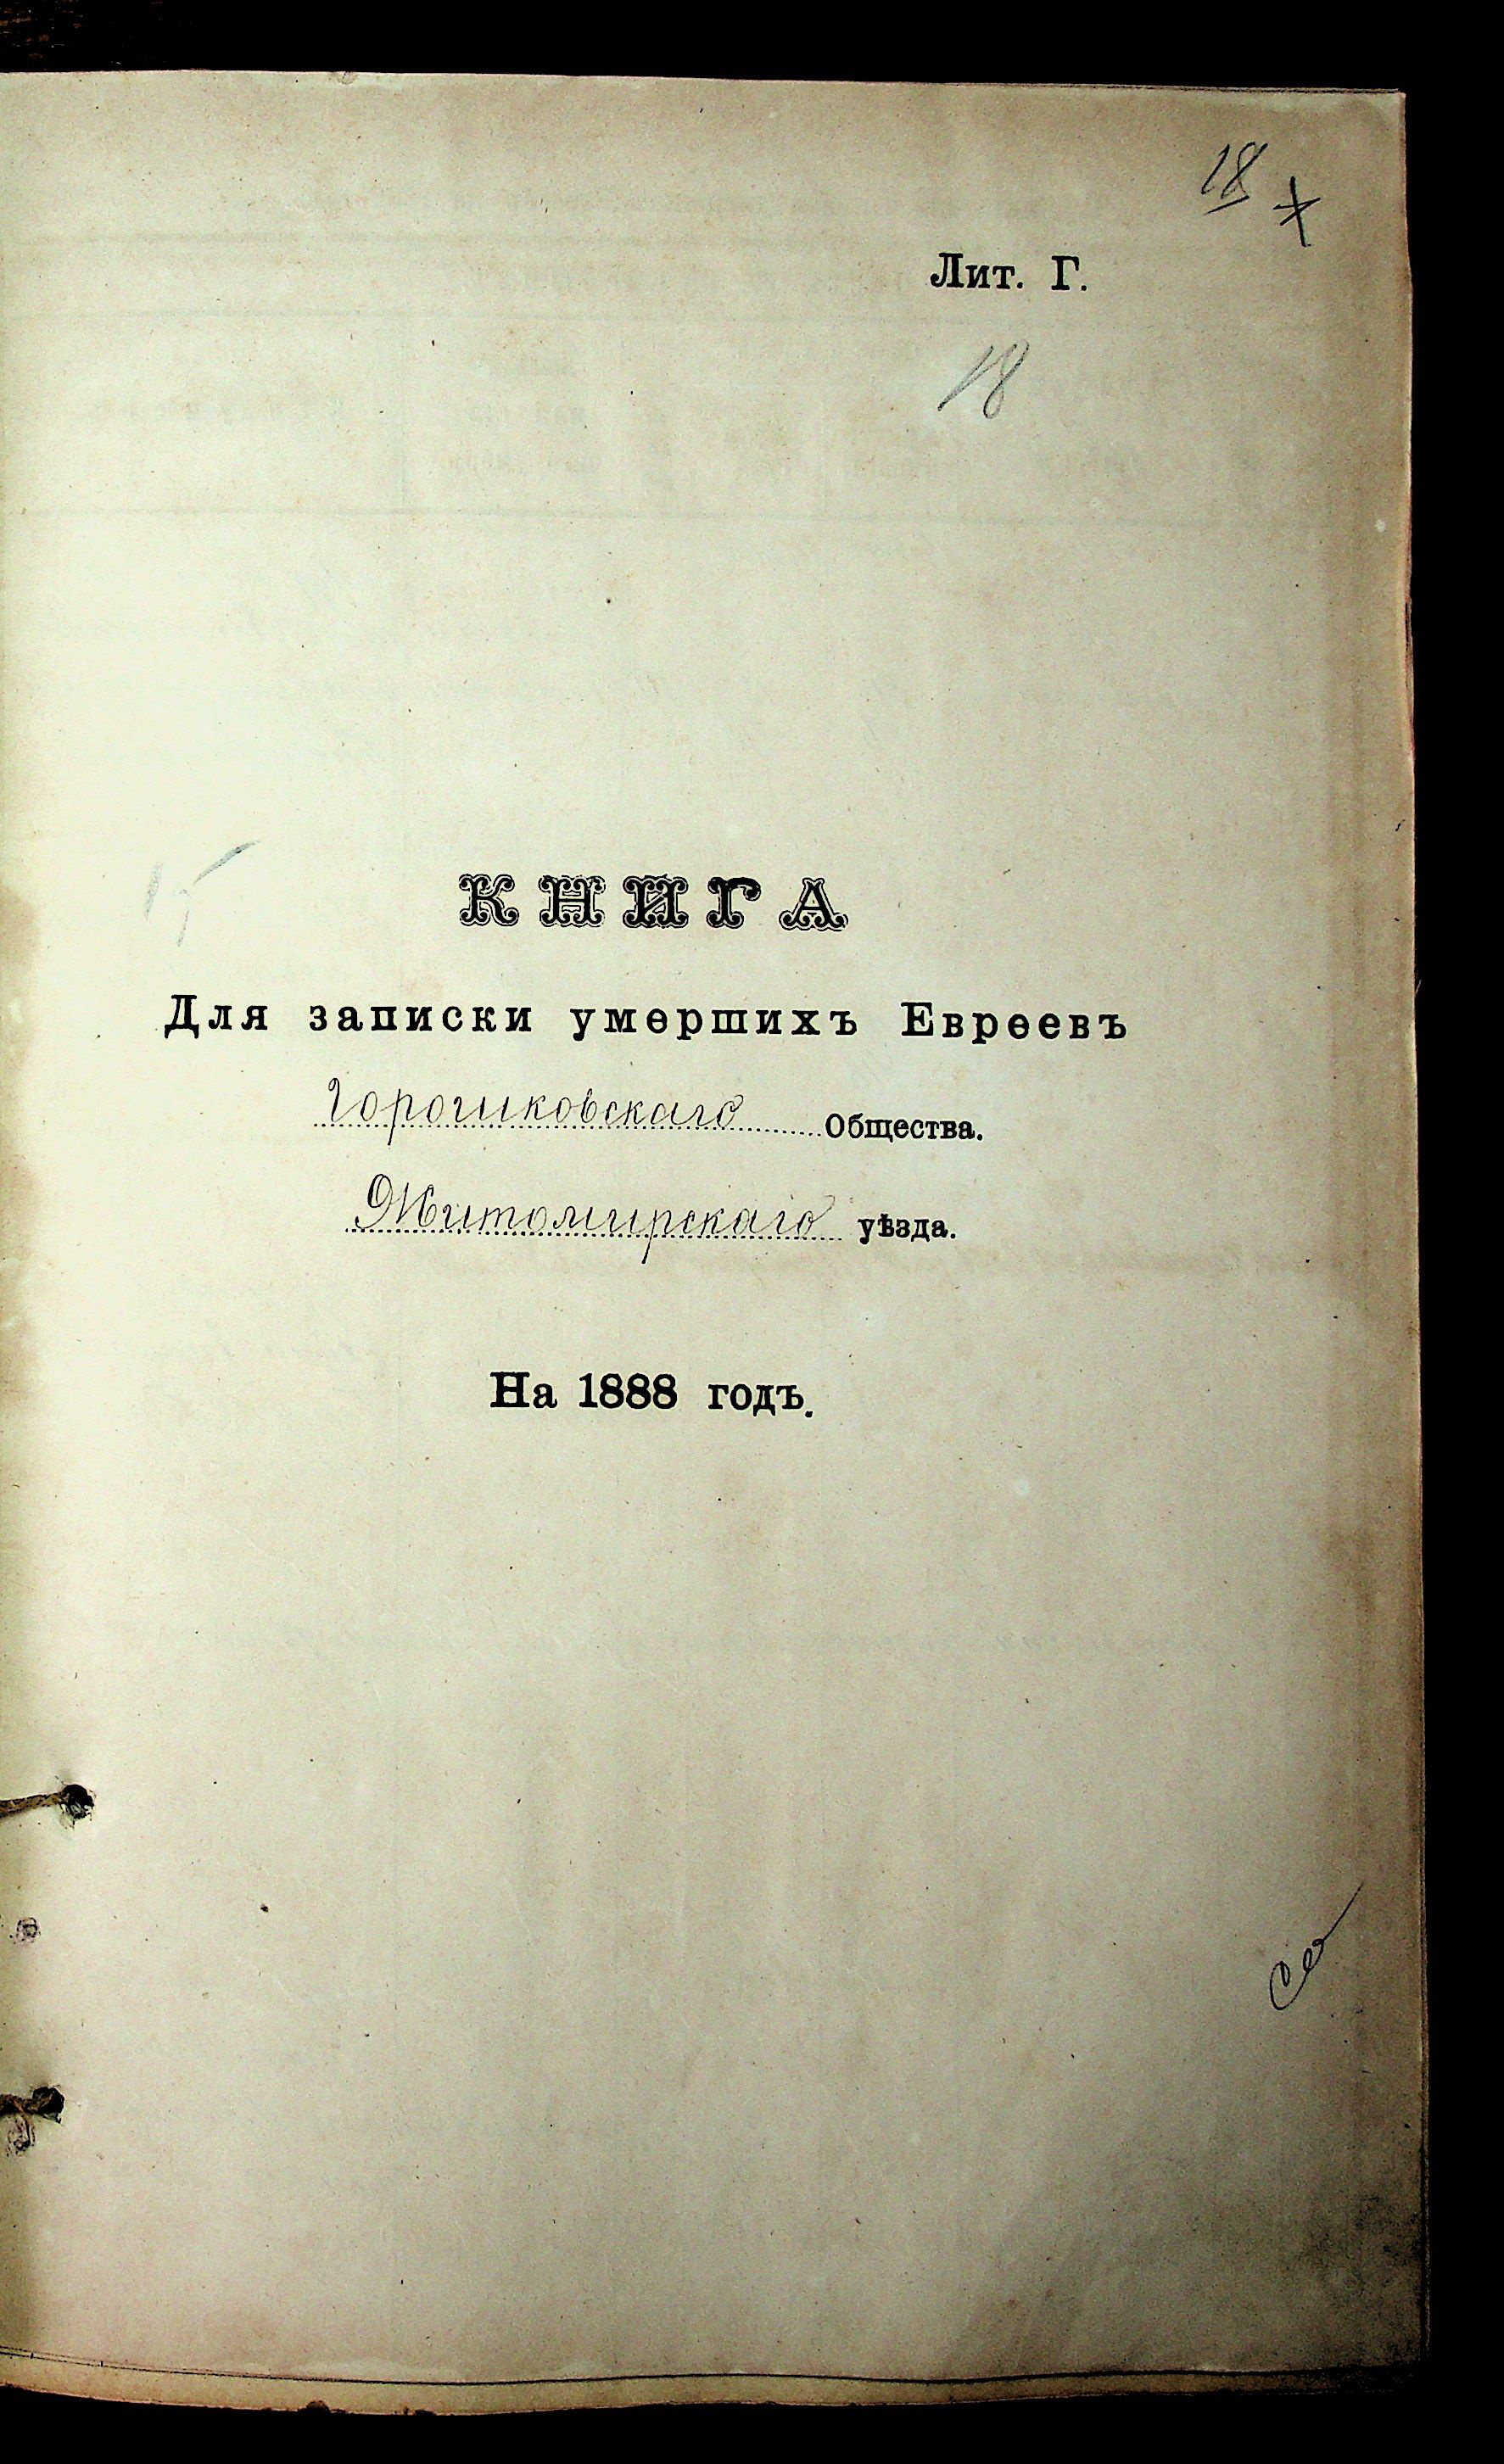 18
Лит. Г.
18
15
КНИГА
Для записки умершихъ Евреевъ
Горошковскаго Общества.
Житомирскаго уѣзда.
На 1888 годъ.